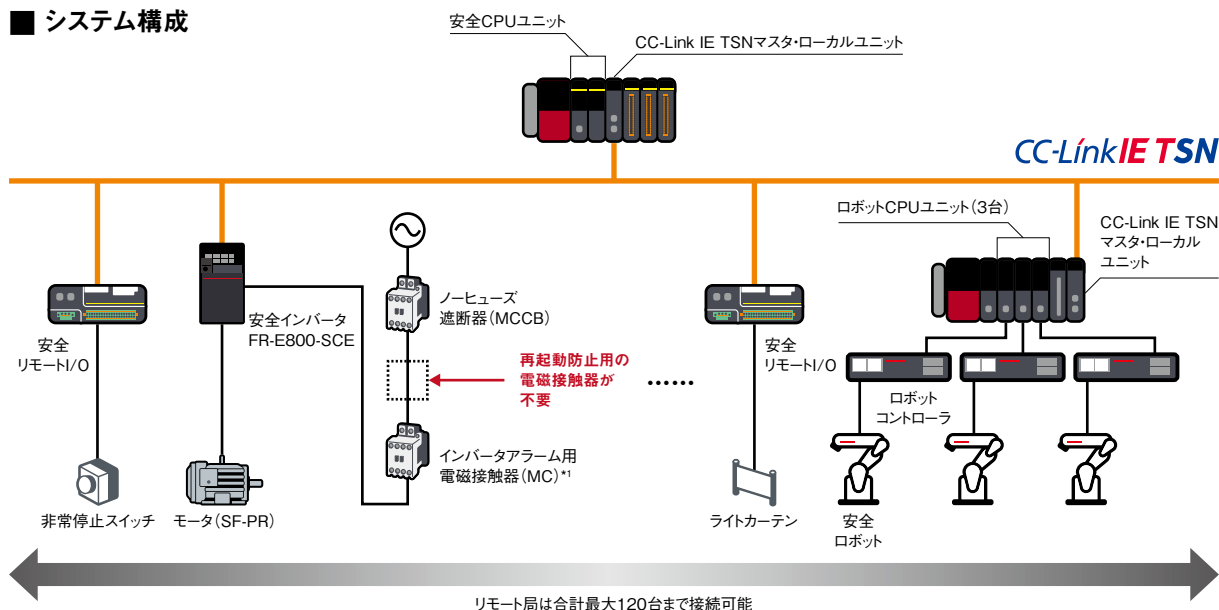 ■ システム構成
安全CPUユニット
CC-Link IE TSNマスタ・ローカルユニット
CC-Link IE TSN
ロボットCPUユニット(3台)
CC-Link IE TSN
マスタ・ローカル
ユニット
ノーヒューズ
遮断器(MCCB)
安全インバータ
FR-E800-SCE
安全
リモートI/O
再起動防止用の
電磁接触器が
不要
……
安全
リモートI/O
ロボット
コントローラ
インバータアラーム用
電磁接触器(MC)*1
非常停止スイッチ
モータ(SF-PR)
ライトカーテン
安全
ロボット
リモート局は合計最大120台まで接続可能